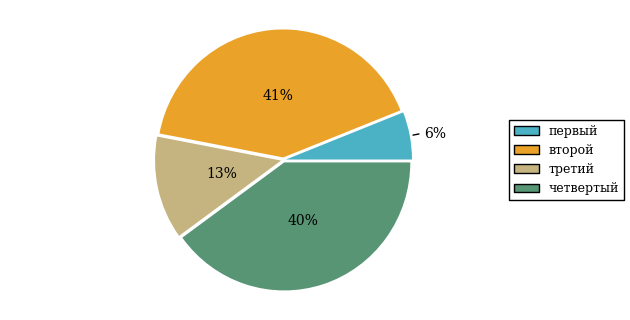 41%
6%
13%
40%
первый
второй
третий
четвертый